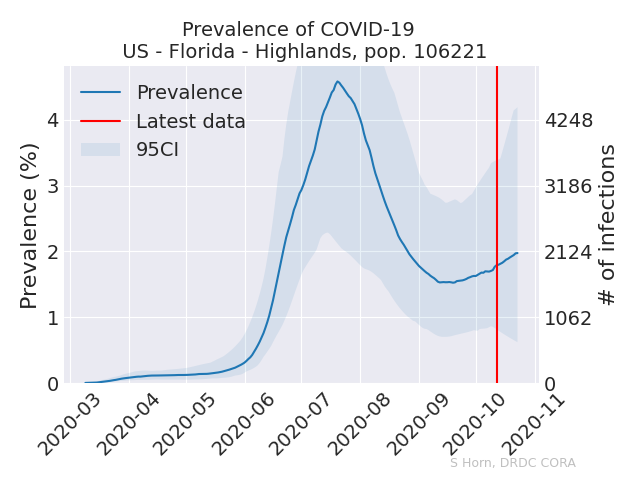 Prevalence of COVID-19
US - Florida - Highlands, pop. 106221
Prevalence
Latest data
95CI
Prevalence (%)
4
3
2
1
0
4248
3186
2124
1062
0
# of infections
2020-03
2020-04
2020-05
2020-06
2020-07
2020-08
2020-09
2020-10
2020-11
S Horn, DRDC CORA